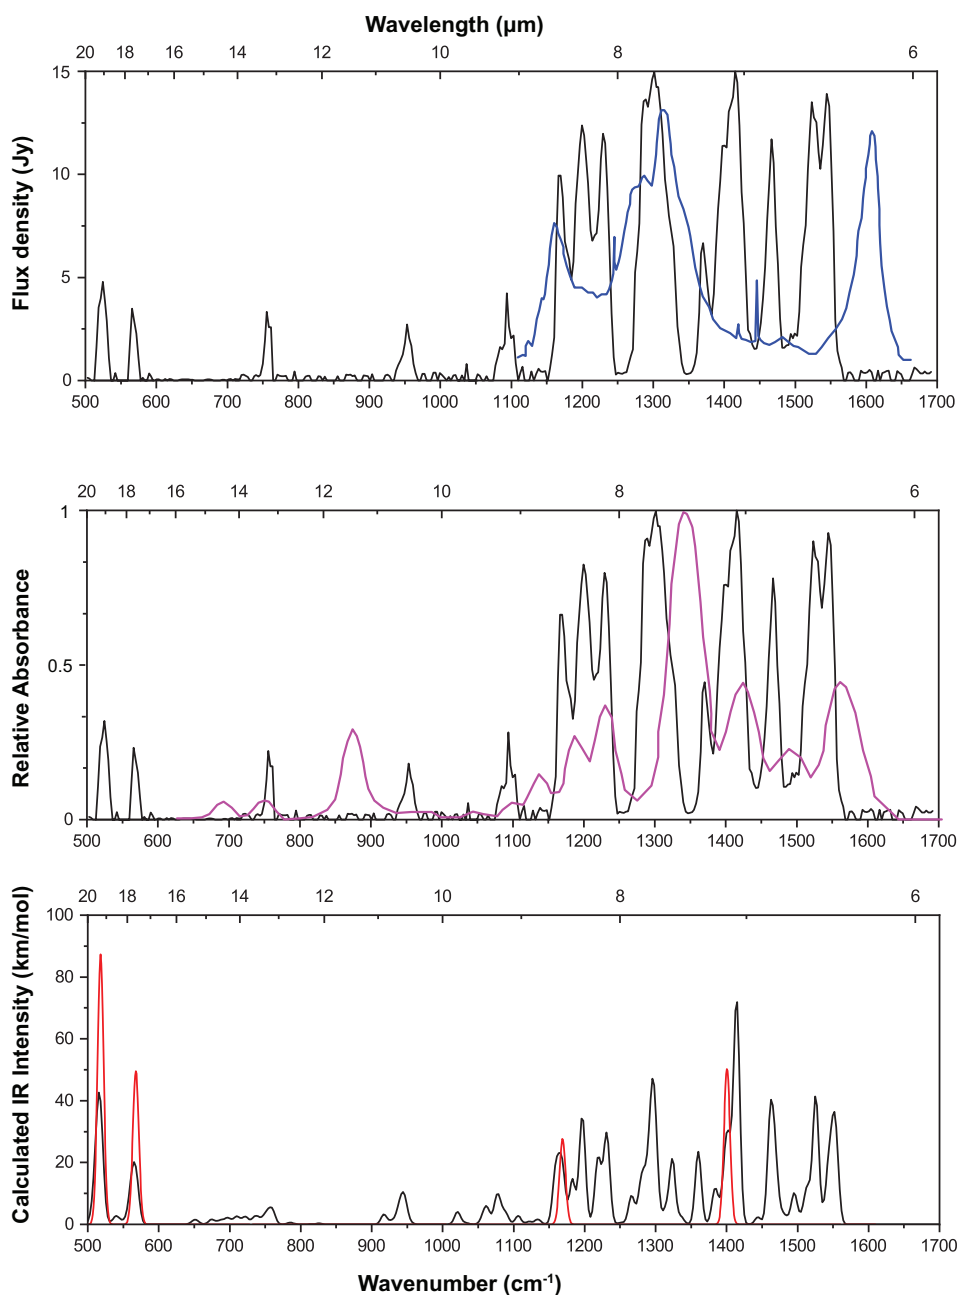 Wavelength (µm)
20 18 16 14 12 10 8 6
Flux density (Jy)
15
10
5
0
500 600 700 800 900 1000 1100 1200 1300 1400 1500 1600 1700
20 18 16 14 12 10 8 6
Relative Absorbance
1
0.5
0
500 600 700 800 900 1000 1100 1200 1300 1400 1500 1600 1700
20 18 16 14 12 10 8 6
Calculated IR Intensity (km/mol)
100
80
60
40
20
0
500 600 700 800 900 1000 1100 1200 1300 1400 1500 1600 1700
Wavenumber (cm⁻¹)